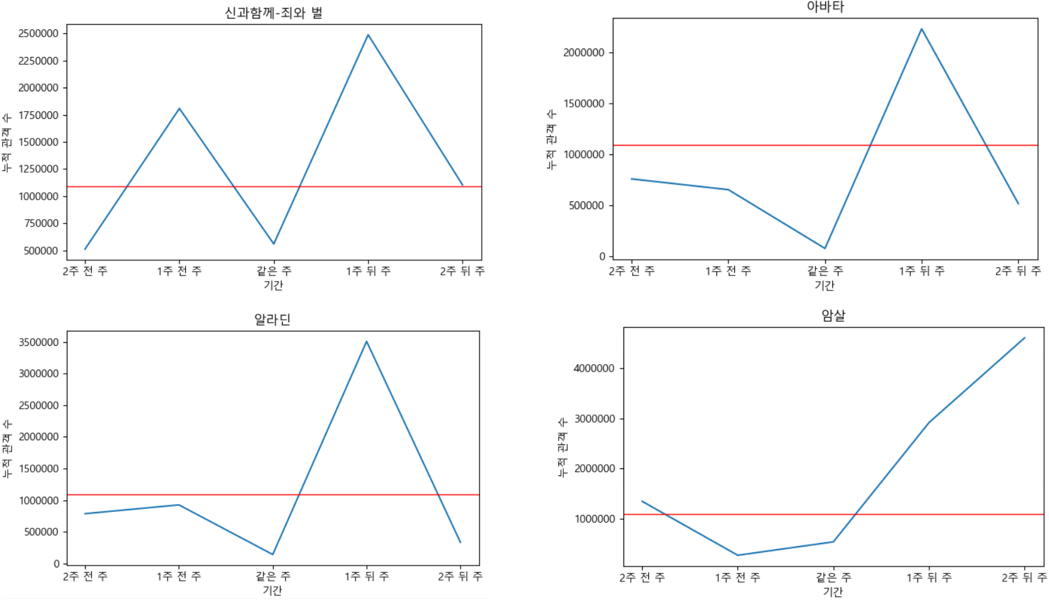 신과함께-죄와 벌
누적 관객 수
2500000
2250000
2000000
1750000
1500000
1250000
1000000
750000
500000
2주 전 주 1주 전 주 같은 주 1주 뒤 주 2주 뒤 주
기간
아바타
누적 관객 수
2000000
1500000
1000000
500000
0
2주 전 주 1주 전 주 같은 주 1주 뒤 주 2주 뒤 주
기간
알라딘
누적 관객 수
3500000
3000000
2500000
2000000
1500000
1000000
500000
0
2주 전 주 1주 전 주 같은 주 1주 뒤 주 2주 뒤 주
기간
암살
누적 관객 수
4000000
3000000
2000000
1000000
2주 전 주 1주 전 주 같은 주 1주 뒤 주 2주 뒤 주
기간